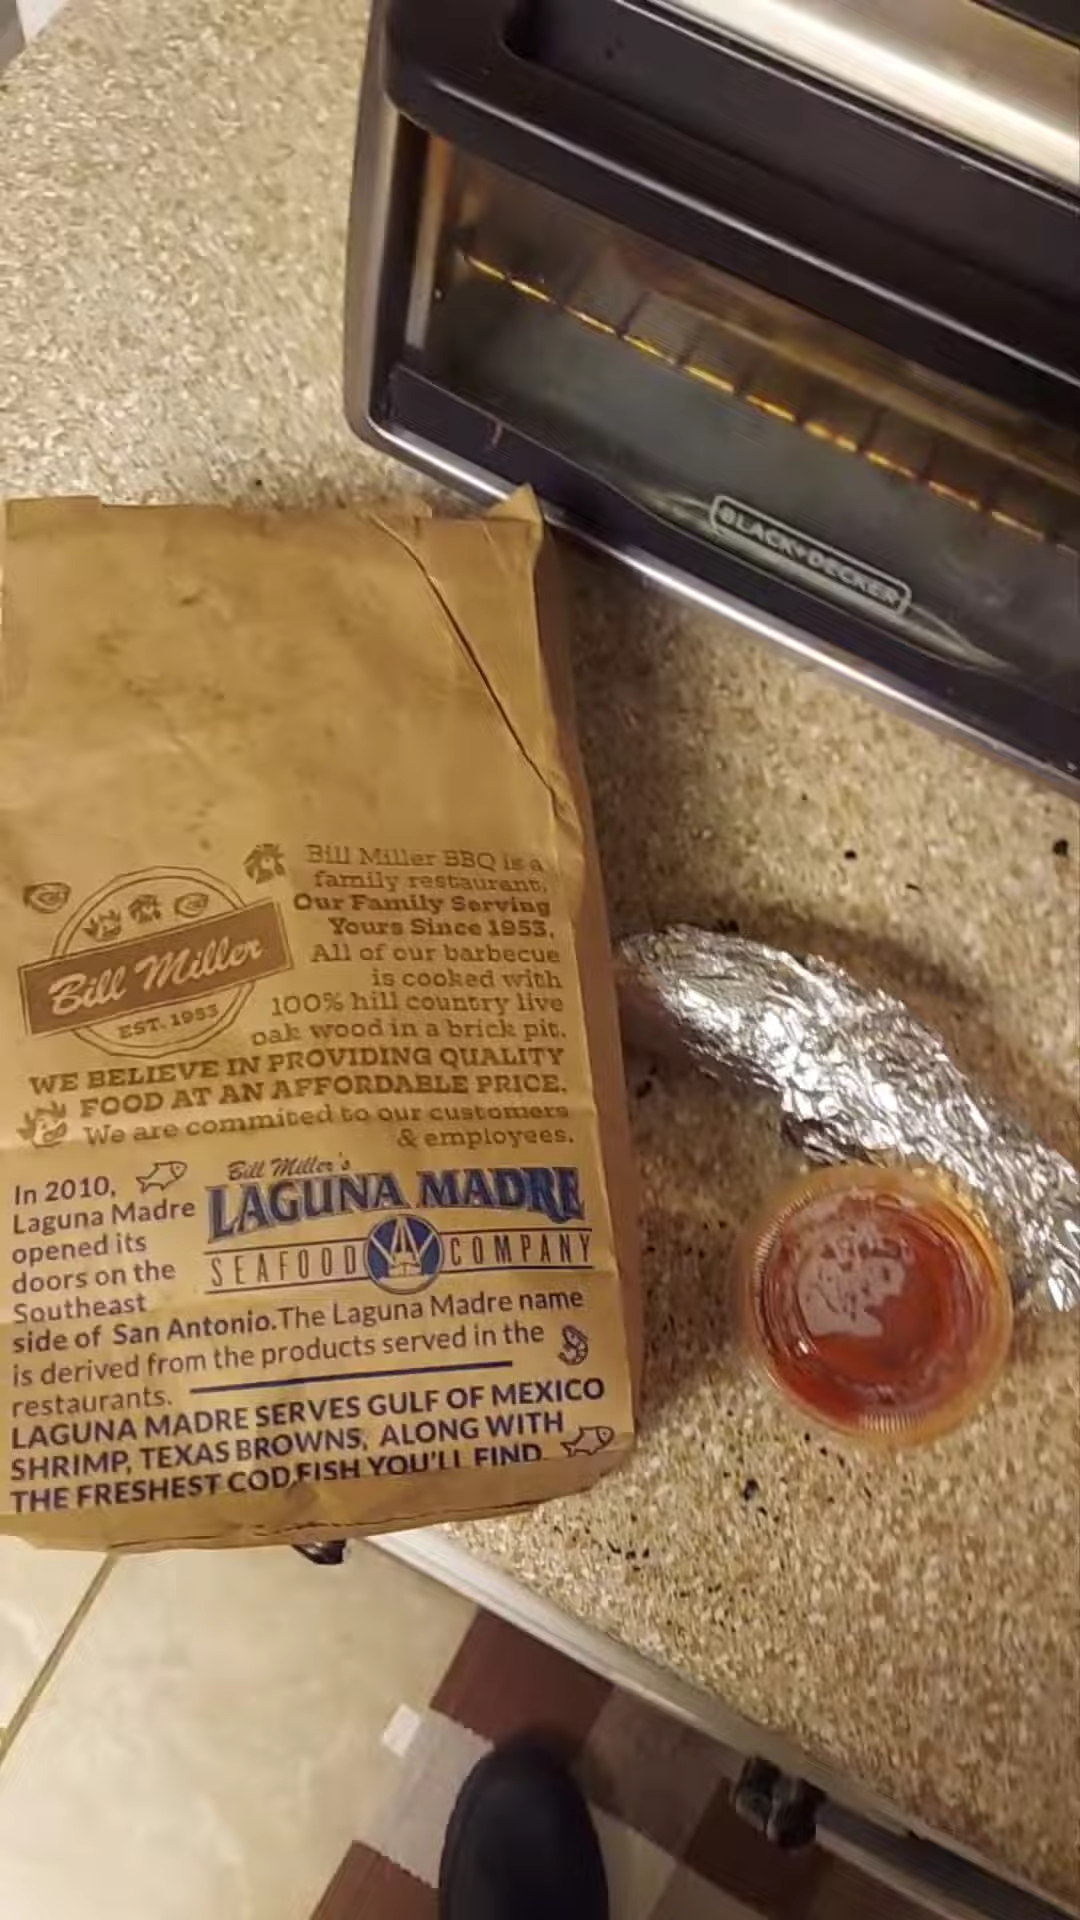 BLACK+DECKER
Bill Miller
EST. 1953
Bill Miller BBQ is a
family restaurant.
Our Family Serving
Yours Since 1953.
All of our barbecue
is cooked with
100% hill country live
oak wood in a brick pit.
WE BELIEVE IN PROVIDING QUALITY
FOOD AT AN AFFORDABLE PRICE.
We are commited to our customers
& employees.
In 2010,
Laguna Madre
opened its
doors on the
Southeast
side of San Antonio. The Laguna Madre name
is derived from the products served in the
restaurants.
Bill Miller's
LAGUNA MADRE
SEAFOOD COMPANY
LAGUNA MADRE SERVES GULF OF MEXICO
SHRIMP, TEXAS BROWNS, ALONG WITH
THE FRESHEST COD FISH YOU'LL FIND.